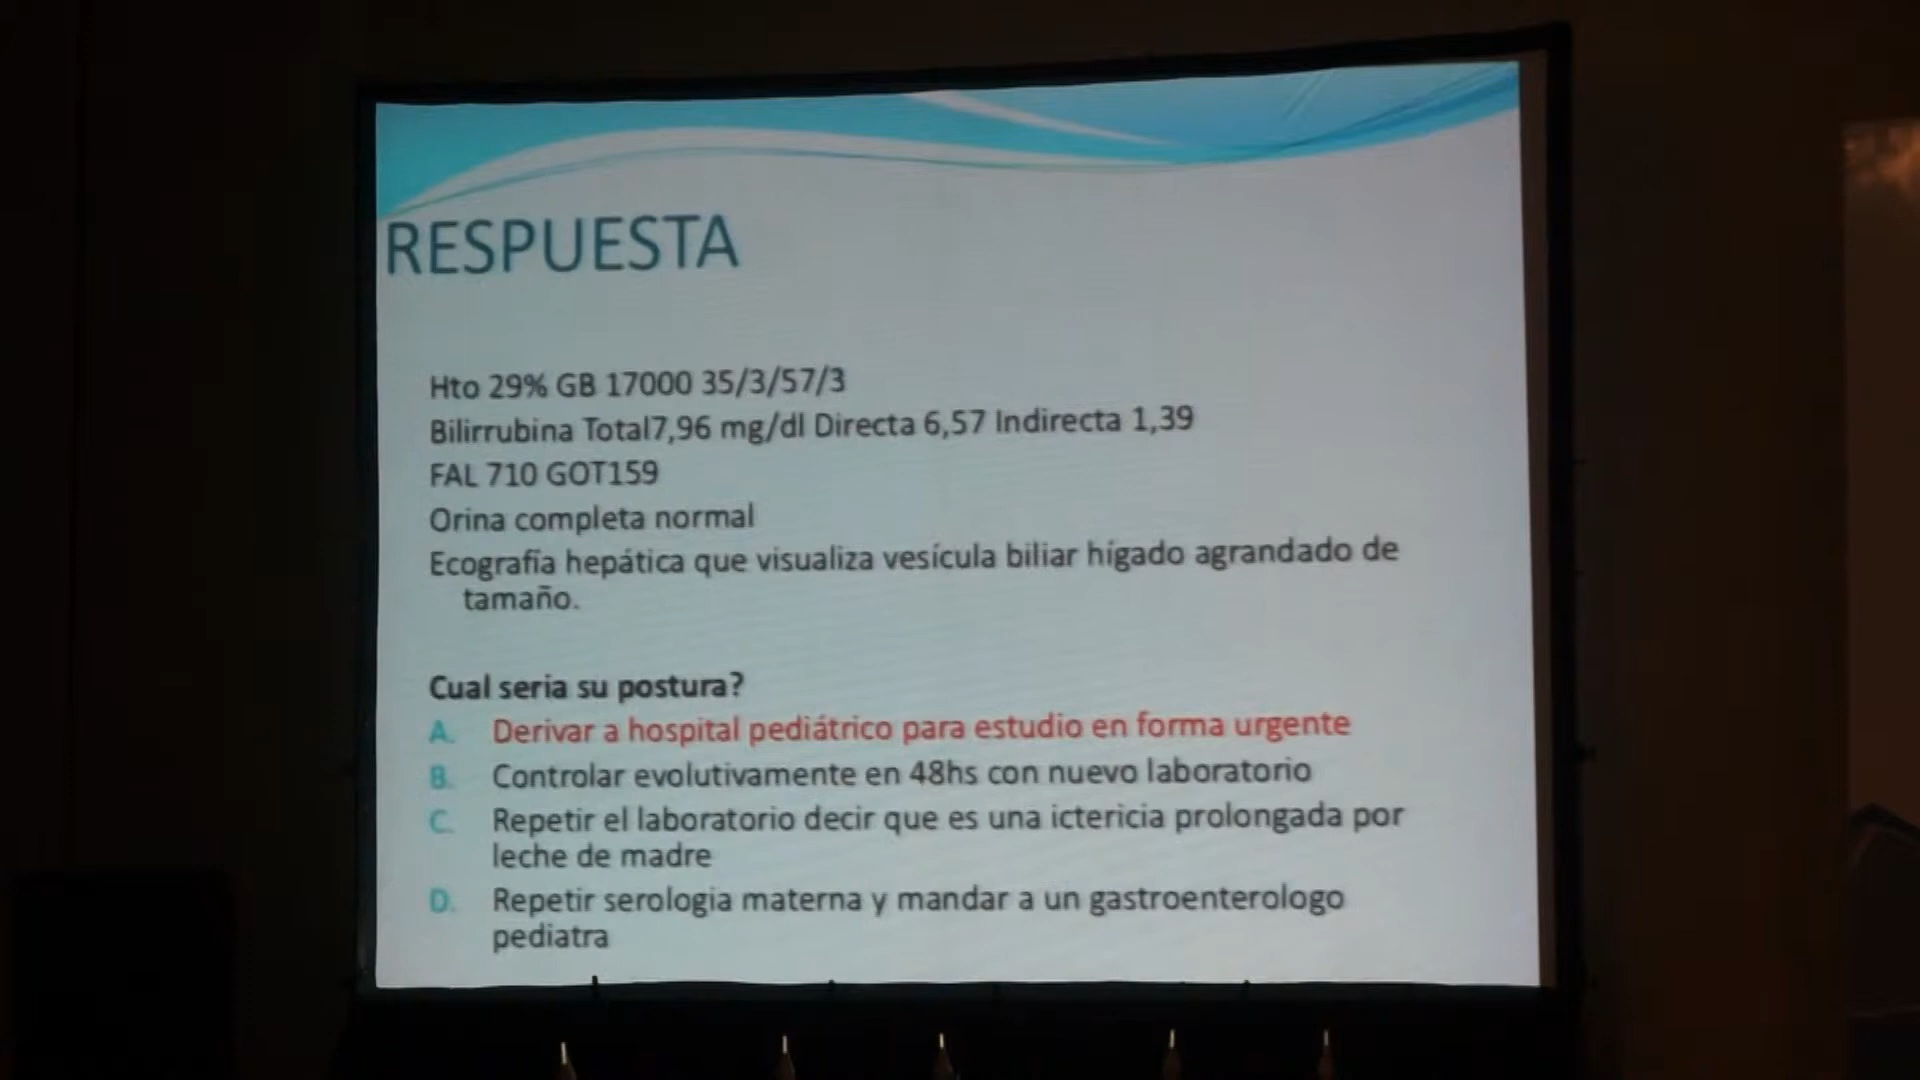 RESPUESTA
Hto 29% GB 17000 35/3/57/3
Bilirrubina Total7,96 mg/dl Directa 6,57 Indirecta 1,39
FAL 710 GOT159
Orina completa normal
Ecografía hepática que visualiza vesícula biliar hígado agrandado de
tamaño.
Cual seria su postura?
A. Derivar a hospital pediátrico para estudio en forma urgente
B. Controlar evolutivamente en 48hs con nuevo laboratorio
C. Repetir el laboratorio decir que es una ictericia prolongada por
leche de madre
D. Repetir serologia materna y mandar a un gastroenterologo
pediatra